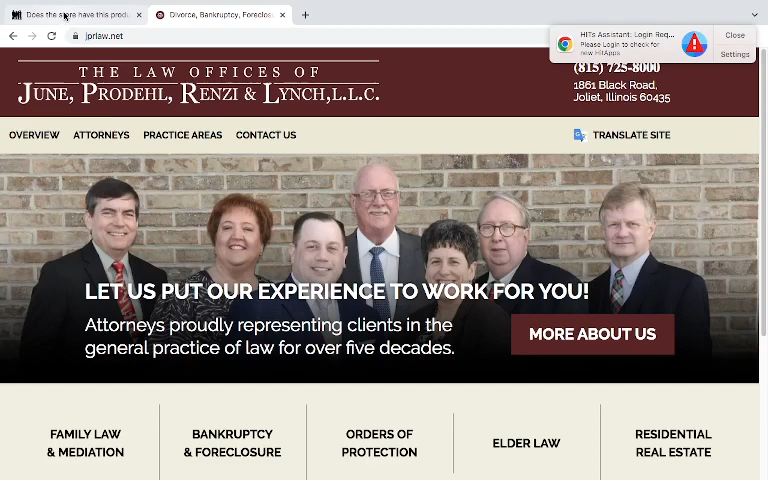 Does the store have this produ
Divorce, Bankruptcy, Foreclosu
jprlaw.net
HITs Assistant: Login Req...
Please Login to check for
new HitApps
Close
Settings
THE LAW OFFICES OF
JUNE, PRODEHL, RENZI & LYNCH, L.L.C.
(815) 725-8000
1861 Black Road,
Joliet, Illinois 60435
OVERVIEW ATTORNEYS PRACTICE AREAS CONTACT US
TRANSLATE SITE
LET US PUT OUR EXPERIENCE TO WORK FOR YOU!
Attorneys proudly representing clients in the
general practice of law for over five decades.
MORE ABOUT US
FAMILY LAW
& MEDIATION
BANKRUPTCY
& FORECLOSURE
ORDERS OF
PROTECTION
ELDER LAW
RESIDENTIAL
REAL ESTATE